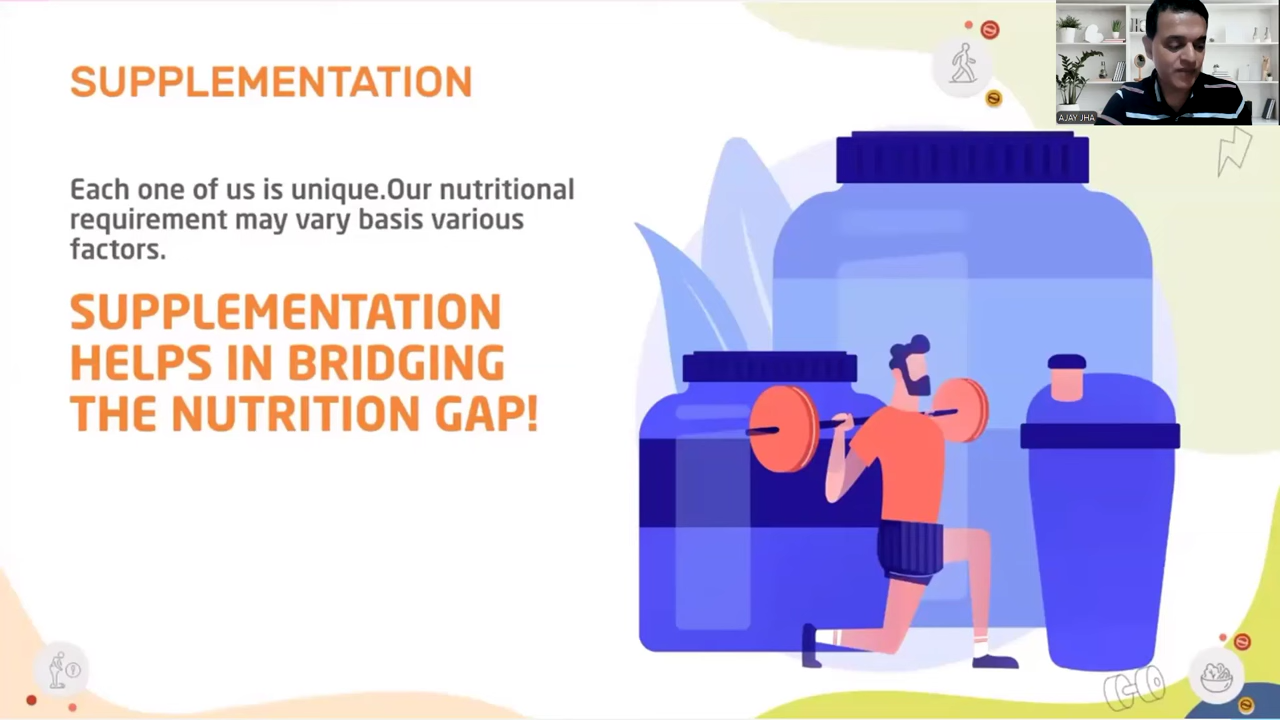 SUPPLEMENTATION
AJAY JHA
Each one of us is unique.Our nutritional
requirement may vary basis various
factors.
SUPPLEMENTATION
HELPS IN BRIDGING
THE NUTRITION GAP!